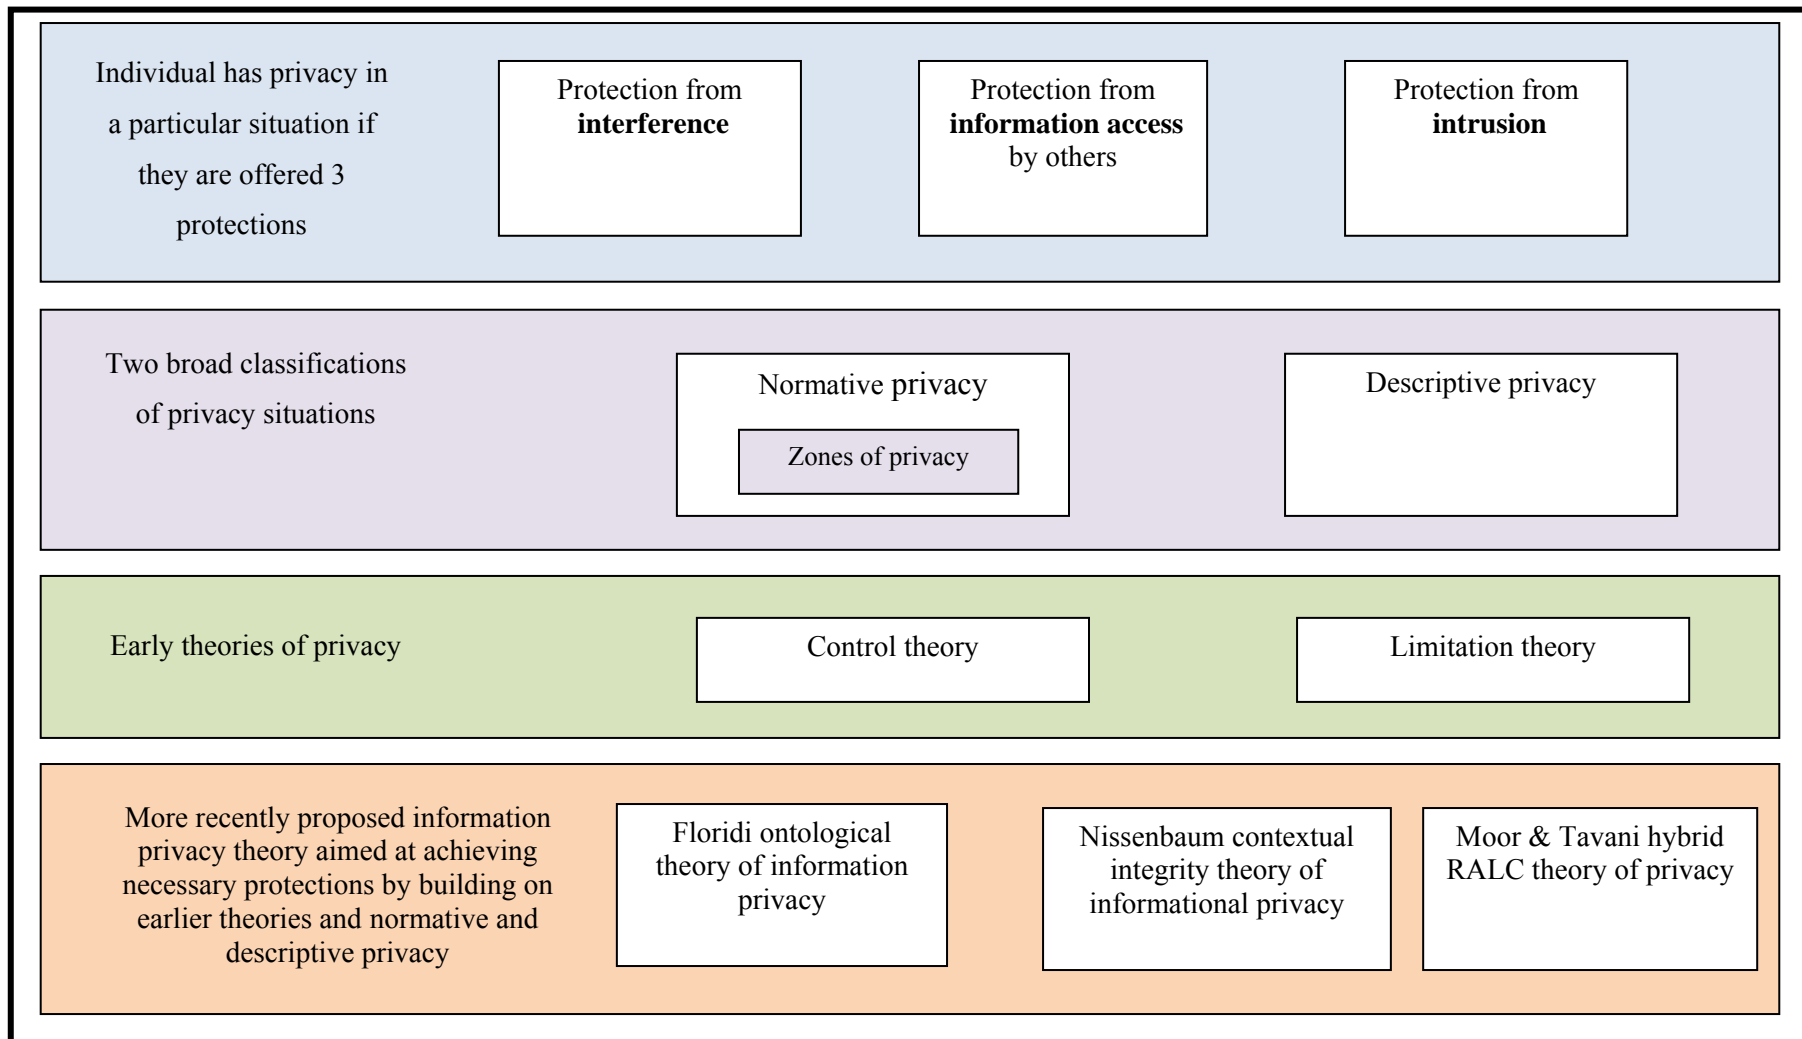 Individual has privacy in
a particular situation if
they are offered 3
protections
Protection from
interference
Protection from
information access
by others
Protection from
intrusion
Two broad classifications
of privacy situations
Normative privacy
Zones of privacy
Descriptive privacy
Early theories of privacy
Control theory
Limitation theory
More recently proposed information
privacy theory aimed at achieving
necessary protections by building on
earlier theories and normative and
descriptive privacy
Floridi ontological
theory of information
privacy
Nissenbaum contextual
integrity theory of
informational privacy
Moor & Tavani hybrid
RALC theory of privacy